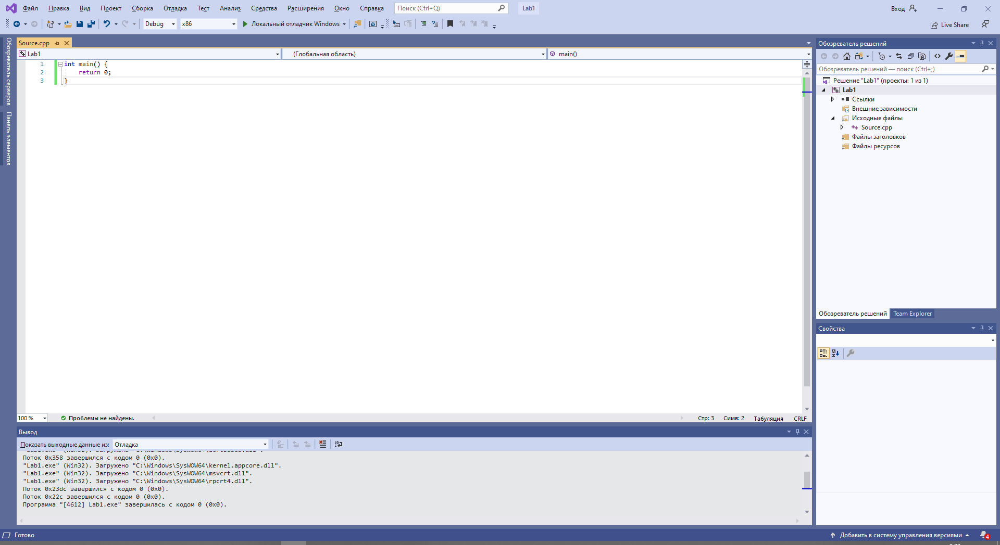 Файл Правка Вид Проект Сборка Отладка Тест Анализ Средства Расширения Окно Справка Поиск (Ctrl+Q) Lab1 Вход
Debug x86 Локальный отладчик Windows Live Share
Обозреватель серверов
Панель элементов
Source.cpp
Lab1 (Глобальная область) main()
1 int main() {
2 return 0;
3 }
100 % Проблемы не найдены. Стр: 3 Симв: 2 Табуляция CRLF
Вывод
Показать выходные данные из: Отладка
Поток 0x358 завершился с кодом 0 (0x0).
"Lab1.exe" (Win32). Загружено "C:\Windows\SysWOW64\kernel.appcore.dll".
"Lab1.exe" (Win32). Загружено "C:\Windows\SysWOW64\msvcrt.dll".
"Lab1.exe" (Win32). Загружено "C:\Windows\SysWOW64\rpcrt4.dll".
Поток 0x23dc завершился с кодом 0 (0x0).
Поток 0x22c завершился с кодом 0 (0x0).
Программа "[4612] Lab1.exe" завершилась с кодом 0 (0x0).
Обозреватель решений
Обозреватель решений — поиск (Ctrl+;)
Решение "Lab1" (проекты: 1 из 1)
Lab1
Ссылки
Внешние зависимости
Исходные файлы
Source.cpp
Файлы заголовков
Файлы ресурсов
Обозреватель решений Team Explorer
Свойства
Готово Добавить в систему управления версиями 4